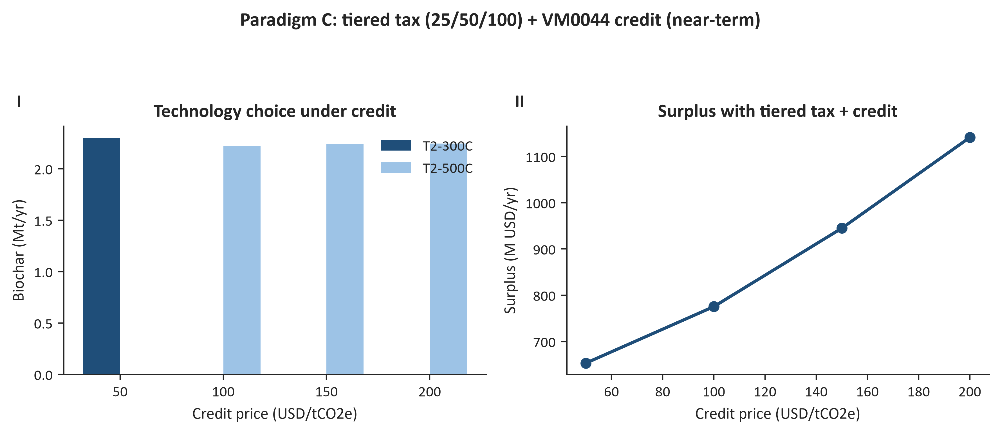 Paradigm C: tiered tax (25/50/100) + VM0044 credit (near-term)
I
Technology choice under credit
T2-300C
T2-500C
Biochar (Mt/yr)
2.0
1.5
1.0
0.5
0.0
50 100 150 200
Credit price (USD/tCO2e)
II
Surplus with tiered tax + credit
Surplus (M USD/yr)
1100
1000
900
800
700
60 80 100 120 140 160 180 200
Credit price (USD/tCO2e)